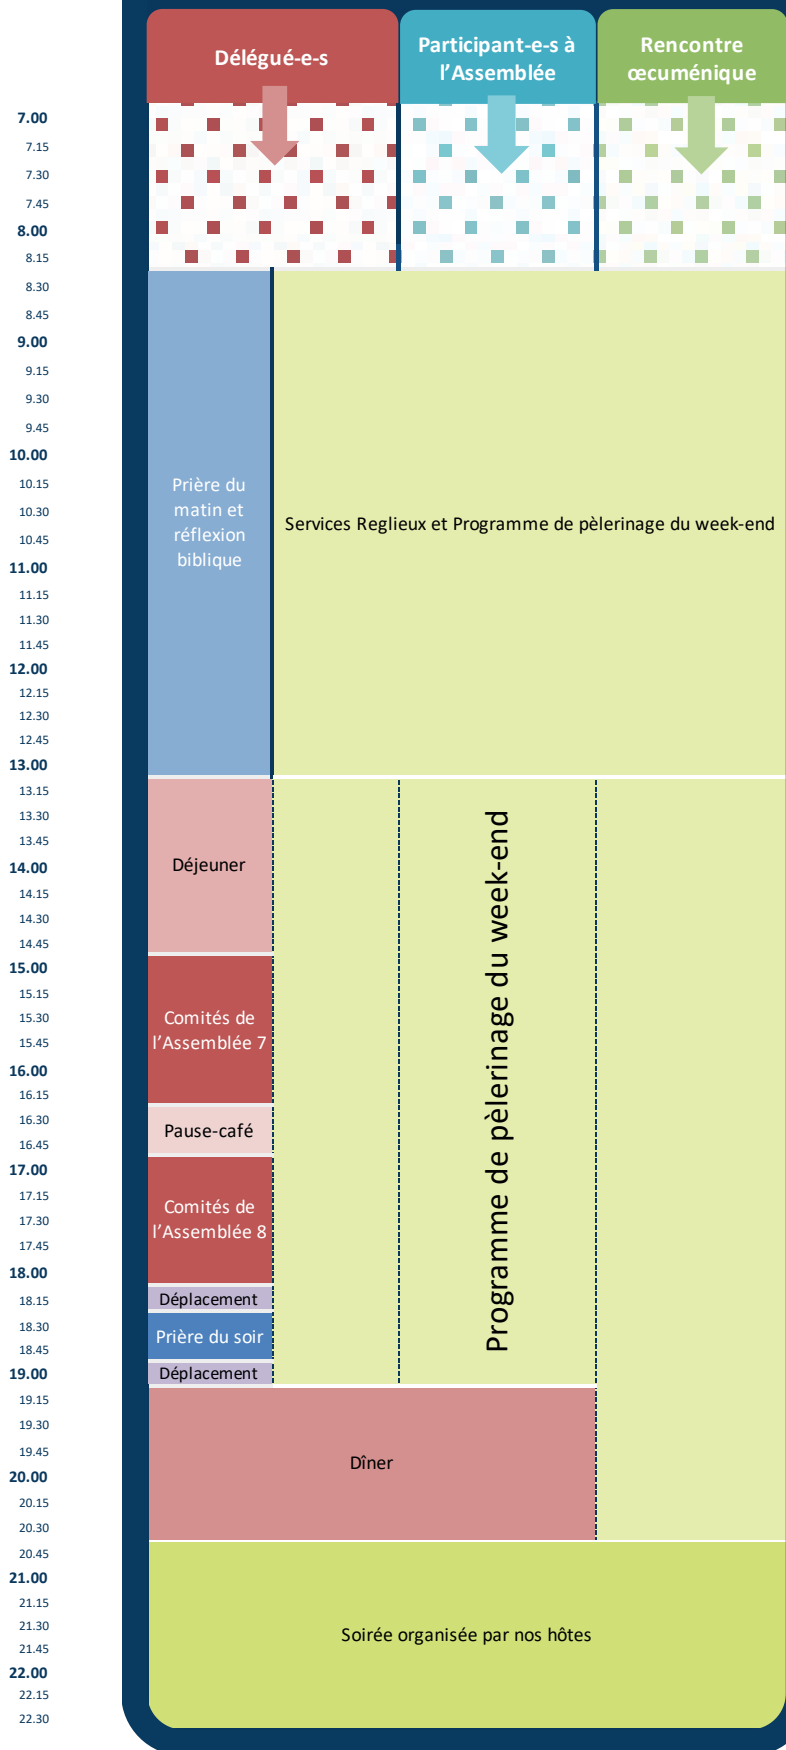 Délégué-e-s
Participant-e-s à
l’Assemblée
Rencontre
œcuménique
7.00
7.15
7.30
7.45
8.00
8.15
8.30
8.45
9.00
9.15
9.30
9.45
10.00
10.15
10.30
10.45
11.00
11.15
11.30
11.45
12.00
12.15
12.30
12.45
13.00
13.15
13.30
13.45
14.00
14.15
14.30
14.45
15.00
15.15
15.30
15.45
16.00
16.15
16.30
16.45
17.00
17.15
17.30
17.45
18.00
18.15
18.30
18.45
19.00
19.15
19.30
19.45
20.00
20.15
20.30
20.45
21.00
21.15
21.30
21.45
22.00
22.15
22.30
Prière du
matin et
réflexion
biblique
Services Reglieux et Programme de pèlerinage du week-end
Déjeuner
Comités de
l’Assemblée 7
Pause-café
Comités de
l’Assemblée 8
Déplacement
Prière du soir
Déplacement
Programme de pèlerinage du week-end
Dîner
Soirée organisée par nos hôtes